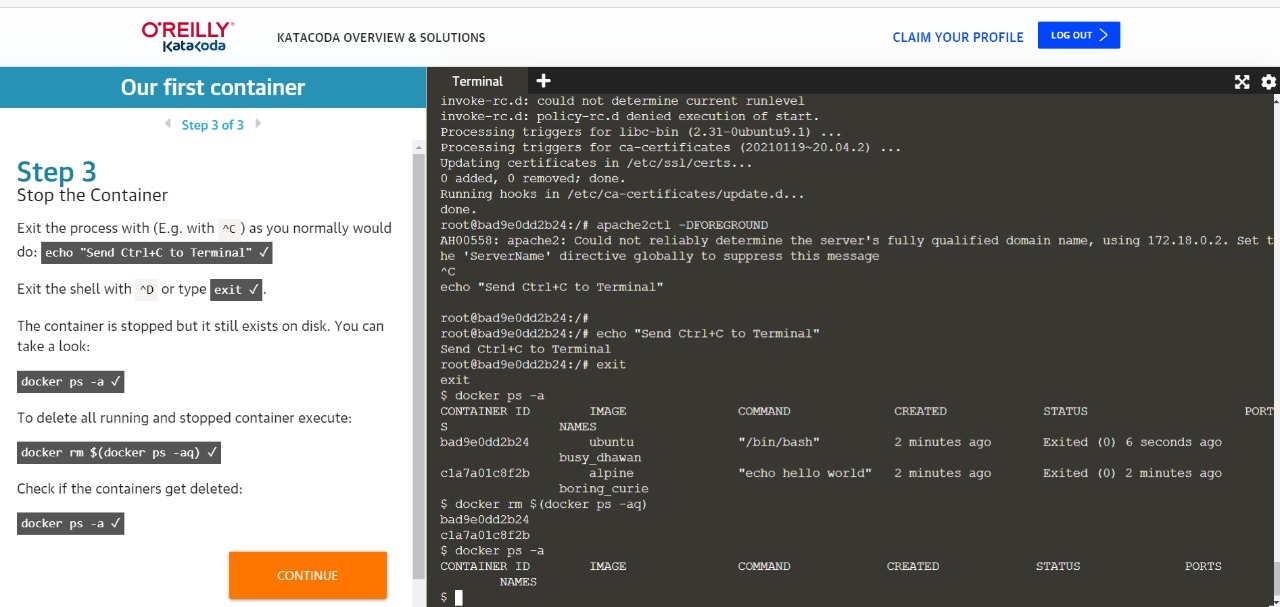 O'REILLY
Katacoda
KATACODA OVERVIEW & SOLUTIONS
CLAIM YOUR PROFILE
LOG OUT
Our first container
Step 3 of 3
Step 3
Stop the Container
Exit the process with (E.g. with ^C ) as you normally would
do: echo "Send Ctrl+C to Terminal" ✓
Exit the shell with ^D or type exit ✓.
The container is stopped but it still exists on disk. You can
take a look:
docker ps -a ✓
To delete all running and stopped container execute:
docker rm $(docker ps -aq) ✓
Check if the containers get deleted:
docker ps -a ✓
CONTINUE
Terminal +
invoke-rc.d: could not determine current runlevel
invoke-rc.d: policy-rc.d denied execution of start.
Processing triggers for libc-bin (2.31-0ubuntu9.1) ...
Processing triggers for ca-certificates (20210119~20.04.2) ...
Updating certificates in /etc/ssl/certs...
0 added, 0 removed; done.
Running hooks in /etc/ca-certificates/update.d...
done.
root@bad9e0dd2b24:/# apache2ctl -DFOREGROUND
AH00558: apache2: Could not reliably determine the server's fully qualified domain name, using 172.18.0.2. Set t
he 'ServerName' directive globally to suppress this message
^C
echo "Send Ctrl+C to Terminal"
root@bad9e0dd2b24:/#
root@bad9e0dd2b24:/# echo "Send Ctrl+C to Terminal"
Send Ctrl+C to Terminal
root@bad9e0dd2b24:/# exit
exit
$ docker ps -a
CONTAINER ID IMAGE COMMAND CREATED STATUS PORT
S NAMES
bad9e0dd2b24 ubuntu "/bin/bash" 2 minutes ago Exited (0) 6 seconds ago
busy_dhawan
c1a7a01c8f2b alpine "echo hello world" 2 minutes ago Exited (0) 2 minutes ago
boring_curie
$ docker rm $(docker ps -aq)
bad9e0dd2b24
c1a7a01c8f2b
$ docker ps -a
CONTAINER ID IMAGE COMMAND CREATED STATUS PORTS
NAMES
$